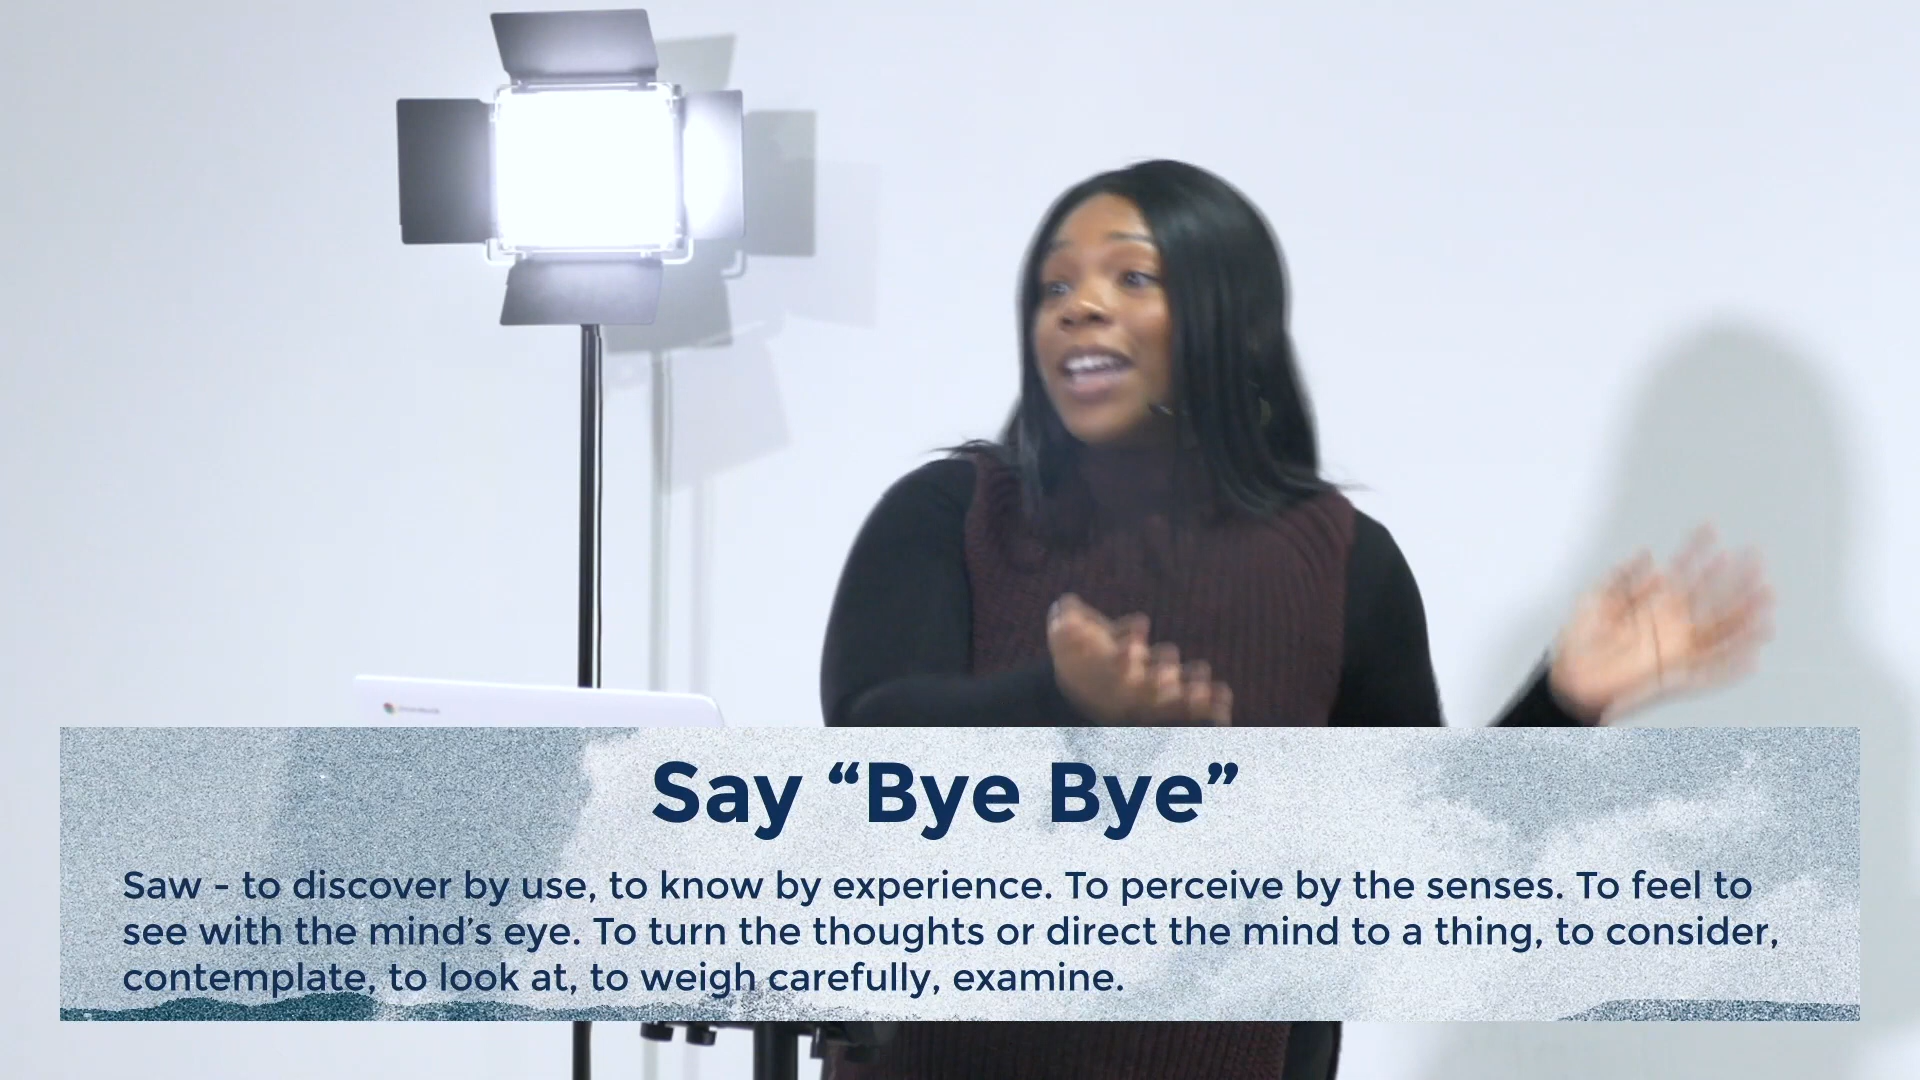 Say “Bye Bye”
Saw - to discover by use, to know by experience. To perceive by the senses. To feel to
see with the mind’s eye. To turn the thoughts or direct the mind to a thing, to consider,
contemplate, to look at, to weigh carefully, examine.